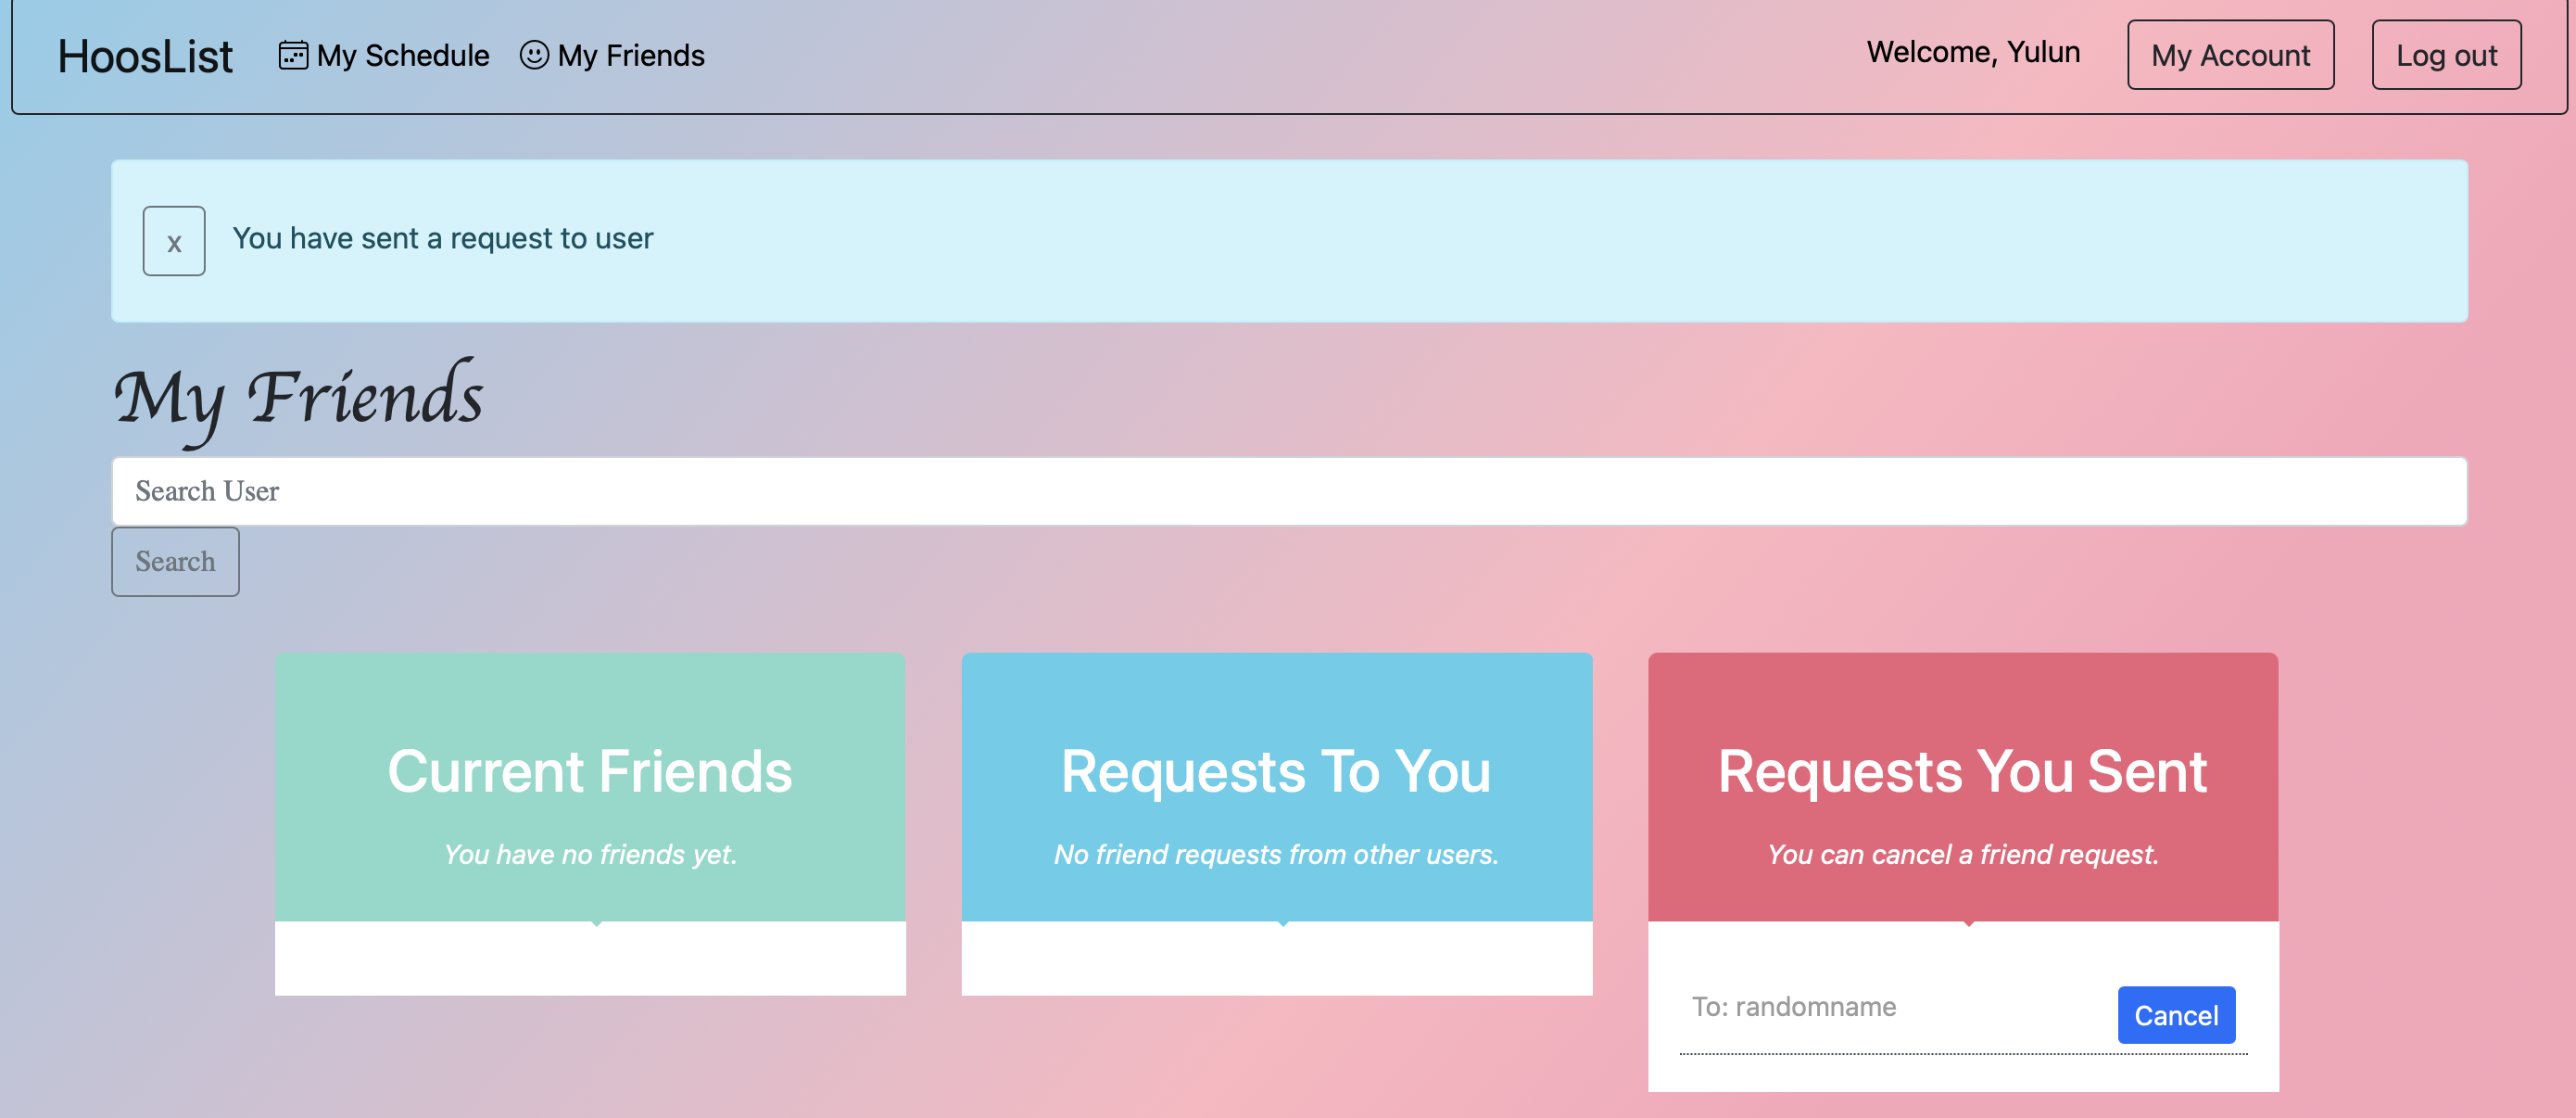 HoosList My Schedule My Friends Welcome, Yulun My Account Log out
x You have sent a request to user
My Friends
Search User
Search
Current Friends
You have no friends yet.
Requests To You
No friend requests from other users.
Requests You Sent
You can cancel a friend request.
To: randomname Cancel